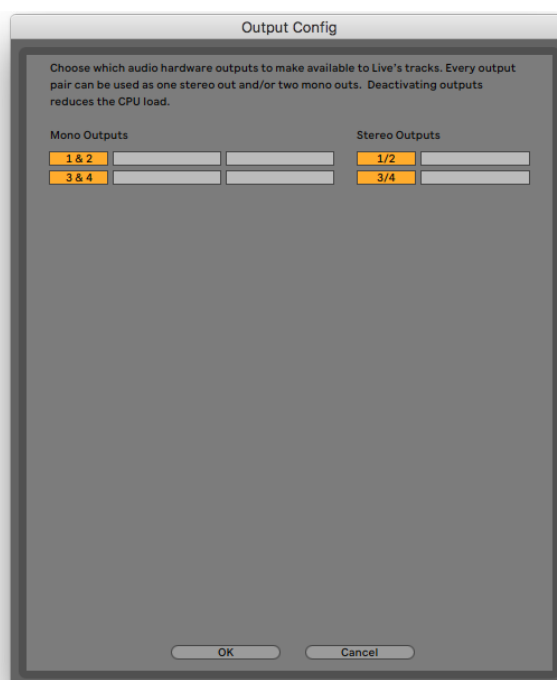 Output Config
Choose which audio hardware outputs to make available to Live's tracks. Every output
pair can be used as one stereo out and/or two mono outs. Deactivating outputs
reduces the CPU load.
Mono Outputs
Stereo Outputs
1 & 2
1/2
3 & 4
3/4
OK
Cancel